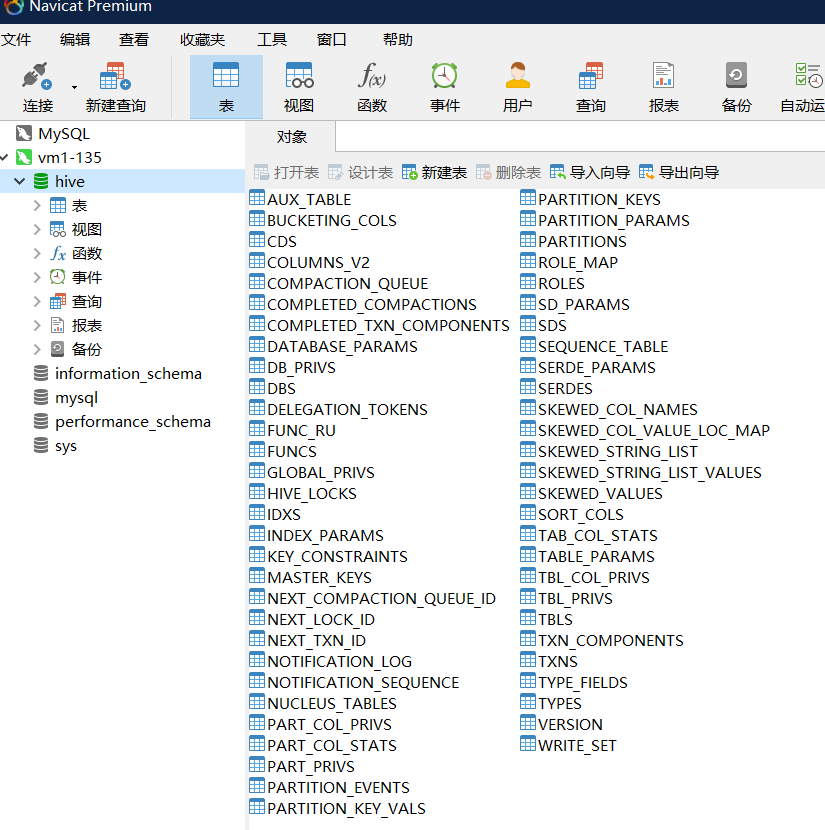 Navicat Premium
文件 编辑 查看 收藏夹 工具 窗口 帮助
连接 新建查询 表 视图 函数 事件 用户 查询 报表 备份 自动运
MySQL
vm1-135
hive
表
视图
函数
事件
查询
报表
备份
information_schema
mysql
performance_schema
sys
对象
打开表 设计表 新建表 删除表 导入向导 导出向导
AUX_TABLE
BUCKETING_COLS
CDS
COLUMNS_V2
COMPACTION_QUEUE
COMPLETED_COMPACTIONS
COMPLETED_TXN_COMPONENTS
DATABASE_PARAMS
DB_PRIVS
DBS
DELEGATION_TOKENS
FUNC_RU
FUNCS
GLOBAL_PRIVS
HIVE_LOCKS
IDXS
INDEX_PARAMS
KEY_CONSTRAINTS
MASTER_KEYS
NEXT_COMPACTION_QUEUE_ID
NEXT_LOCK_ID
NEXT_TXN_ID
NOTIFICATION_LOG
NOTIFICATION_SEQUENCE
NUCLEUS_TABLES
PART_COL_PRIVS
PART_COL_STATS
PART_PRIVS
PARTITION_EVENTS
PARTITION_KEY_VALS
PARTITION_KEYS
PARTITION_PARAMS
PARTITIONS
ROLE_MAP
ROLES
SD_PARAMS
SDS
SEQUENCE_TABLE
SERDE_PARAMS
SERDES
SKEWED_COL_NAMES
SKEWED_COL_VALUE_LOC_MAP
SKEWED_STRING_LIST
SKEWED_STRING_LIST_VALUES
SKEWED_VALUES
SORT_COLS
TAB_COL_STATS
TABLE_PARAMS
TBL_COL_PRIVS
TBL_PRIVS
TBLS
TXN_COMPONENTS
TXNS
TYPE_FIELDS
TYPES
VERSION
WRITE_SET